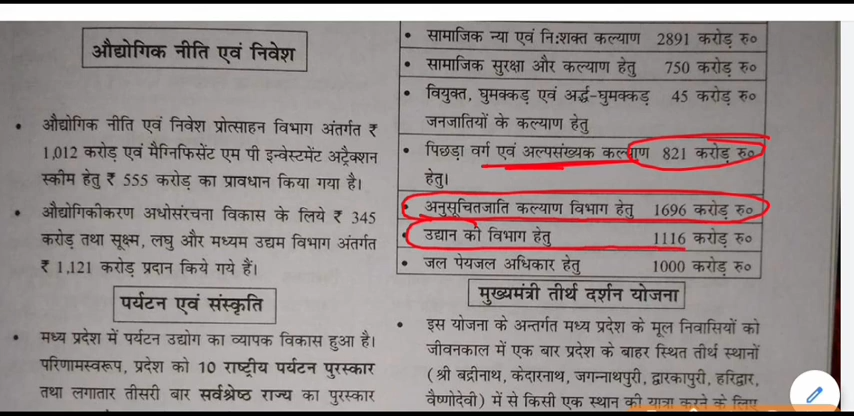 औद्योगिक नीति एवं निवेश
• औद्योगिक नीति एवं निवेश प्रोत्साहन विभाग अंतर्गत ₹
1,012 करोड़ एवं मैग्निफिसेंट एम पी इन्वेस्टमेंट अट्रैक्शन
स्कीम हेतु ₹ 555 करोड़ का प्रावधान किया गया है।
• औद्योगिकीकरण अधोसंरचना विकास के लिये ₹ 345
करोड़ तथा सूक्ष्म, लघु और मध्यम उद्यम विभाग अंतर्गत
₹ 1,121 करोड़ प्रदान किये गये हैं।
पर्यटन एवं संस्कृति
• मध्य प्रदेश में पर्यटन उद्योग का व्यापक विकास हुआ है।
परिणामस्वरूप, प्रदेश को 10 राष्ट्रीय पर्यटन पुरस्कार
तथा लगातार तीसरी बार सर्वश्रेष्ठ राज्य का पुरस्कार
• सामाजिक न्या एवं नि:शक्त कल्याण 2891 करोड़ रु०
• सामाजिक सुरक्षा और कल्याण हेतु 750 करोड़ रु०
• वियुक्त, घुमक्कड़ एवं अर्द्ध-घुमक्कड़ 45 करोड़ रु०
जनजातियों के कल्याण हेतु
• पिछड़ा वर्ग एवं अल्पसंख्यक कल्याण 821 करोड़ रु०
हेतु।
• अनुसूचितजाति कल्याण विभाग हेतु 1696 करोड़ रु०
• उद्यान की विभाग हेतु 1116 करोड़ रु०
• जल पेयजल अधिकार हेतु 1000 करोड़ रु०
मुख्यमंत्री तीर्थ दर्शन योजना
• इस योजना के अन्तर्गत मध्य प्रदेश के मूल निवासियों को
जीवनकाल में एक बार प्रदेश के बाहर स्थित तीर्थ स्थानों
(श्री बद्रीनाथ, केदारनाथ, जगन्नाथपुरी, द्वारकापुरी, हरिद्वार,
वैष्णोदेवी) में से किसी एक स्थान की यात्रा करने के लिए